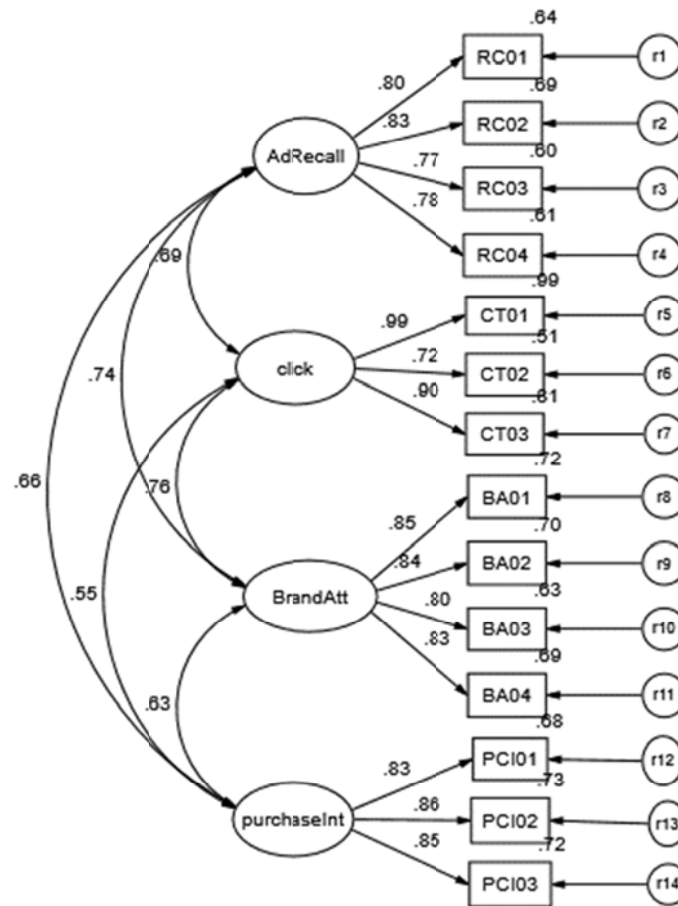 .64
RC01
r1
.80
.69
.83
RC02
r2
.60
AdRecall
.77
RC03
r3
.78
.61
RC04
r4
.69
.99
.99
CT01
r5
.51
.72
click
CT02
r6
.74
.90
.81
CT03
r7
.72
.66
.76
BA01
r8
.85
.70
.84
BA02
r9
.55
BrandAtt
.80
.63
BA03
r10
.83
.69
BA04
r11
.63
.68
PCI01
r12
.83
.73
.86
purchaseInt
PCI02
r13
.85
.72
PCI03
r14